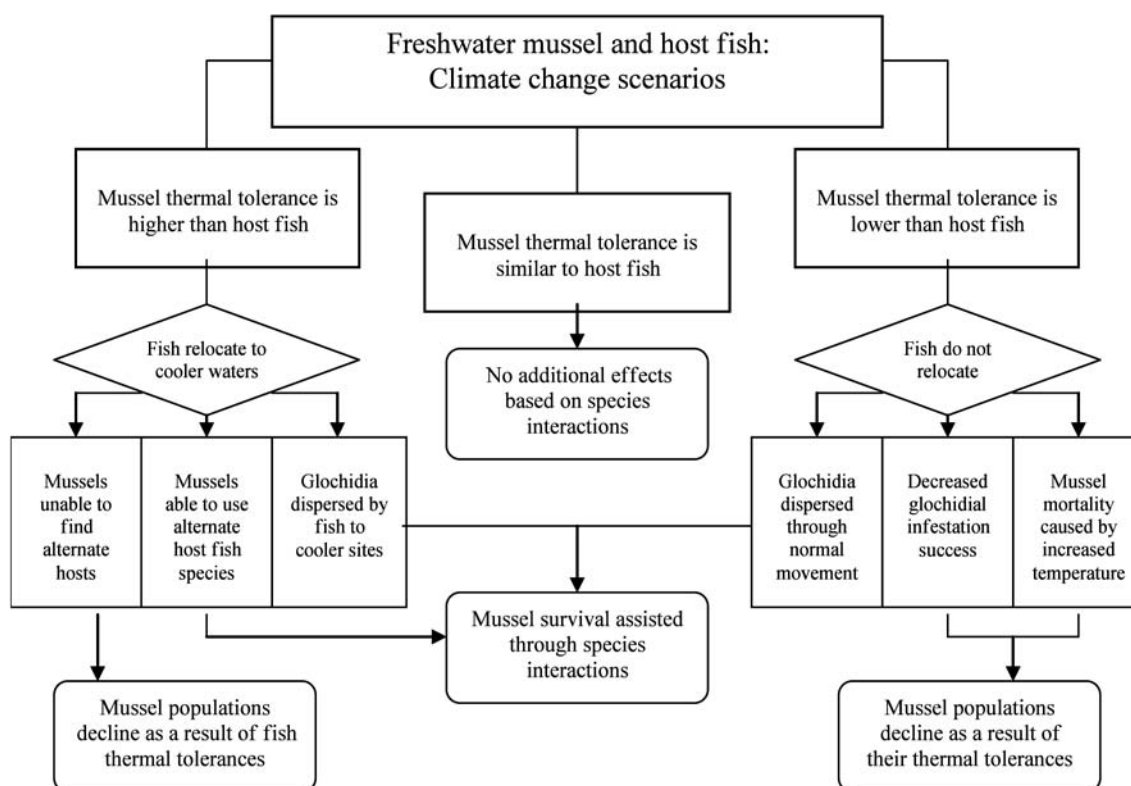 Freshwater mussel and host fish:
Climate change scenarios
Mussel thermal tolerance is
higher than host fish
Mussel thermal tolerance is
similar to host fish
Mussel thermal tolerance is
lower than host fish
Fish relocate to
cooler waters
No additional effects
based on species
interactions
Fish do not
relocate
Mussels
unable to
find
alternate
hosts
Mussels
able to use
alternate
host fish
species
Glochidia
dispersed by
fish to
cooler sites
Glochidia
dispersed
through
normal
movement
Decreased
glochidial
infestation
success
Mussel
mortality
caused by
increased
temperature
Mussel survival assisted
through species
interactions
Mussel populations
decline as a result of fish
thermal tolerances
Mussel populations
decline as a result of
their thermal tolerances